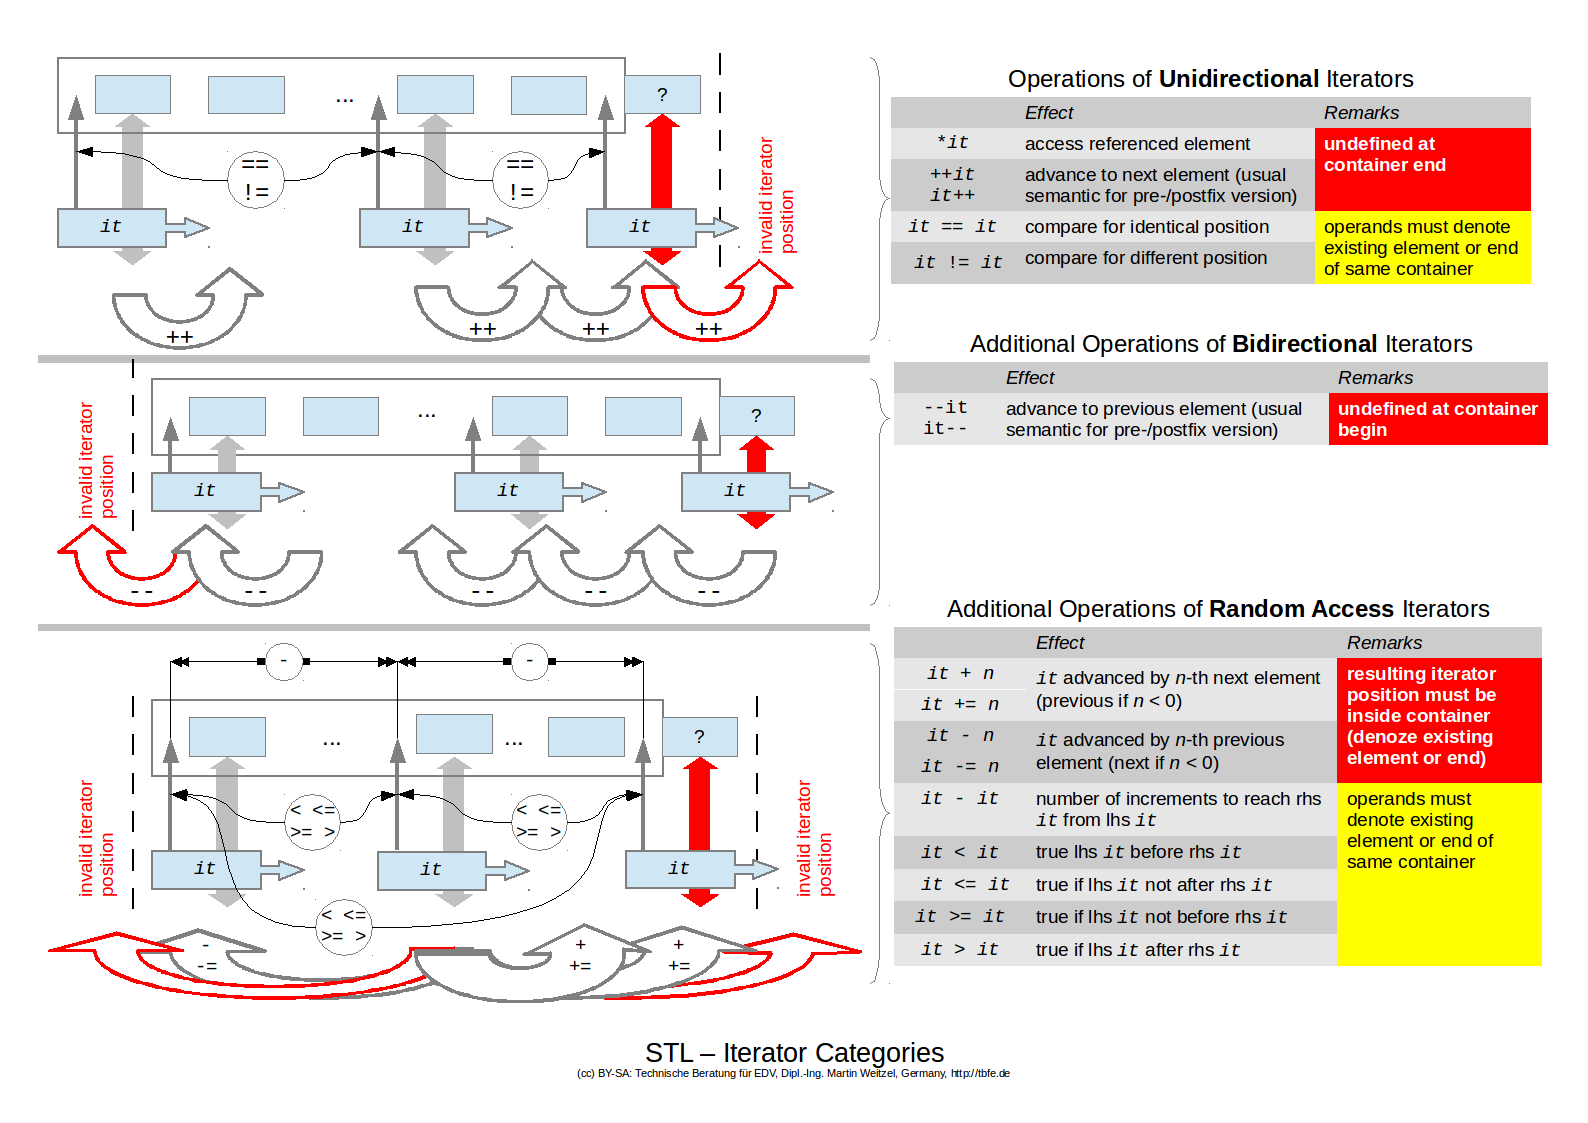 ...
?
==
!=
==
!=
it
it
it
invalid iterator
position
++
++
++
++
Operations of Unidirectional Iterators
Effect
Remarks
*it
access referenced element
undefined at
container end
++it
it++
advance to next element (usual
semantic for pre-/postfix version)
it == it
compare for identical position
operands must denote
existing element or end
of same container
it != it
compare for different position
invalid iterator
position
...
?
it
it
it
--
--
--
--
--
Additional Operations of Bidirectional Iterators
Effect
Remarks
--it
it--
advance to previous element (usual
semantic for pre-/postfix version)
undefined at container
begin
-
-
...
...
?
invalid iterator
position
< <=
>= >
< <=
>= >
it
it
it
invalid iterator
position
< <=
>= >
-
-=
+
+=
+
+=
Additional Operations of Random Access Iterators
Effect
Remarks
it + n
it += n
it advanced by n-th next element
(previous if n < 0)
resulting iterator
position must be
inside container
(denoze existing
element or end)
it - n
it -= n
it advanced by n-th previous
element (next if n < 0)
it - it
number of increments to reach rhs
it from lhs it
operands must
denote existing
element or end of
same container
it < it
true lhs it before rhs it
it <= it
true if lhs it not after rhs it
it >= it
true if lhs it not before rhs it
it > it
true if lhs it after rhs it
STL – Iterator Categories
(cc) BY-SA: Technische Beratung für EDV, Dipl.-Ing. Martin Weitzel, Germany, http://tbfe.de